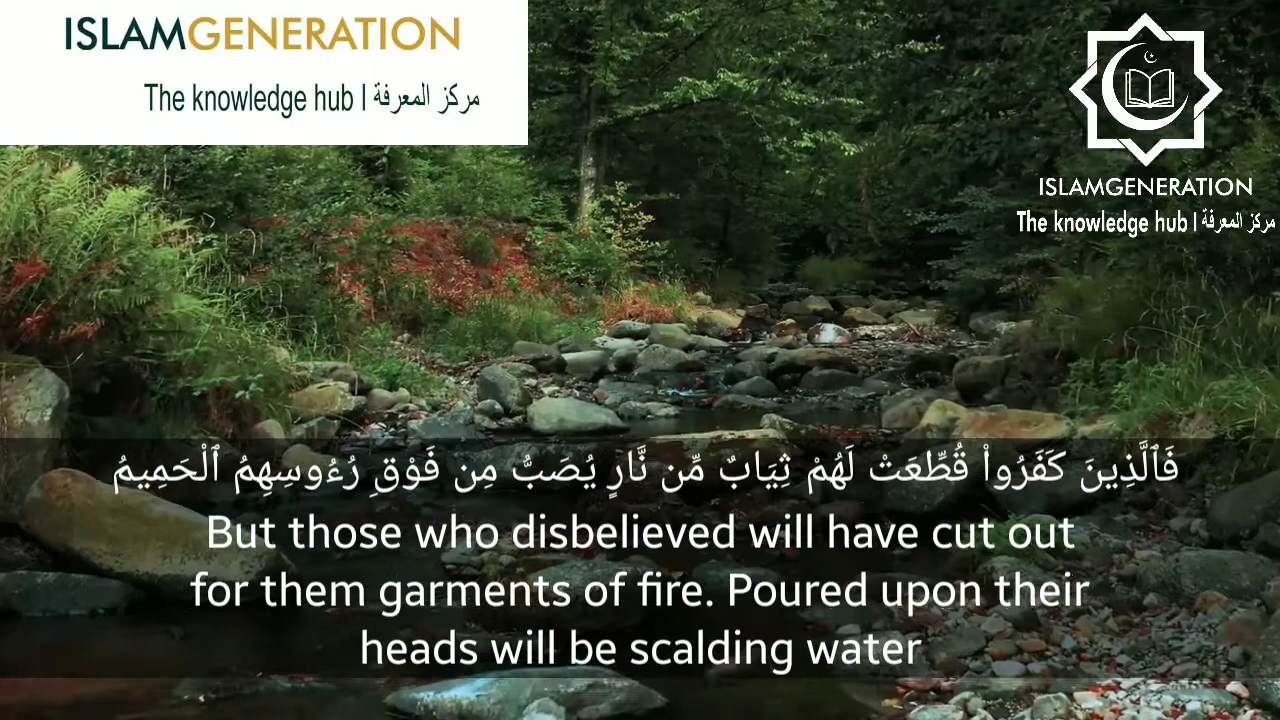 ISLAMGENERATION
The knowledge hub | مركز المعرفة
ISLAMGENERATION
The knowledge hub | مركز المعرفة
فَٱلَّذِينَ كَفَرُوا۟ قُطِّعَتْ لَهُمْ ثِيَابٌ مِّن نَّارٍ يُصَبُّ مِن فَوْقِ رُءُوسِهِمُ ٱلْحَمِيمُ
But those who disbelieved will have cut out
for them garments of fire. Poured upon their
heads will be scalding water